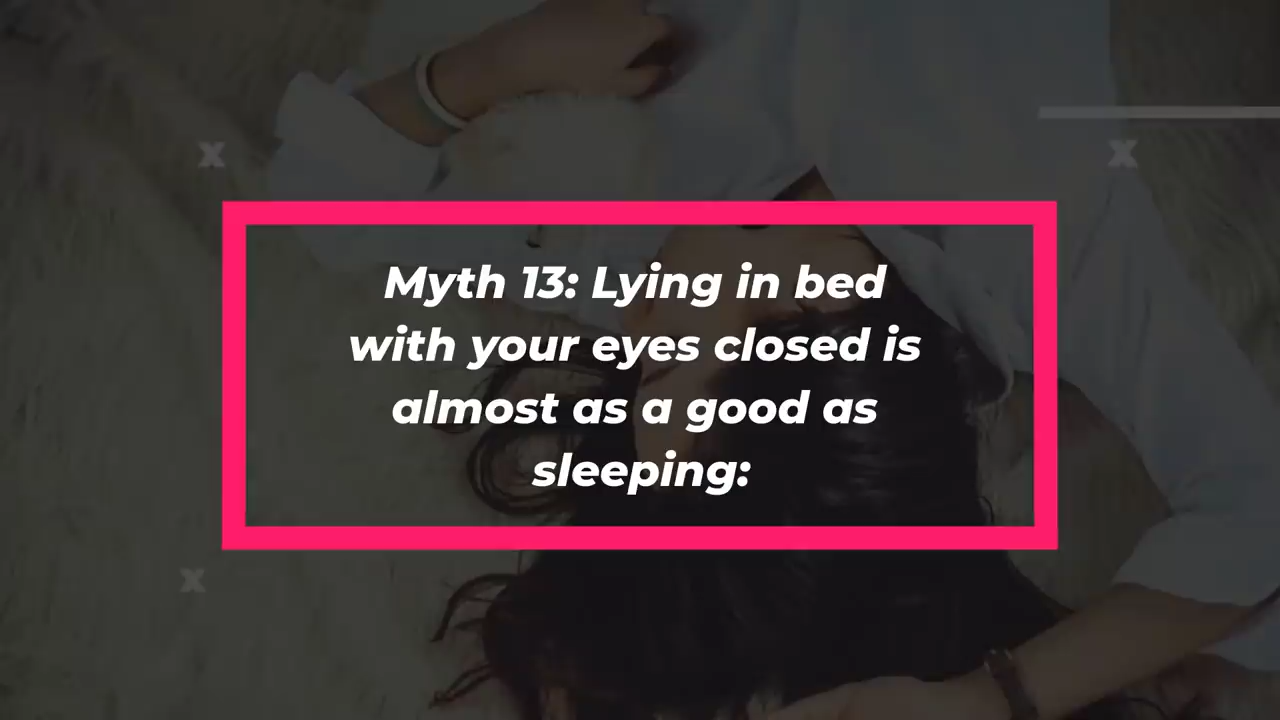 Myth 13: Lying in bed
with your eyes closed is
almost as a good as
sleeping: